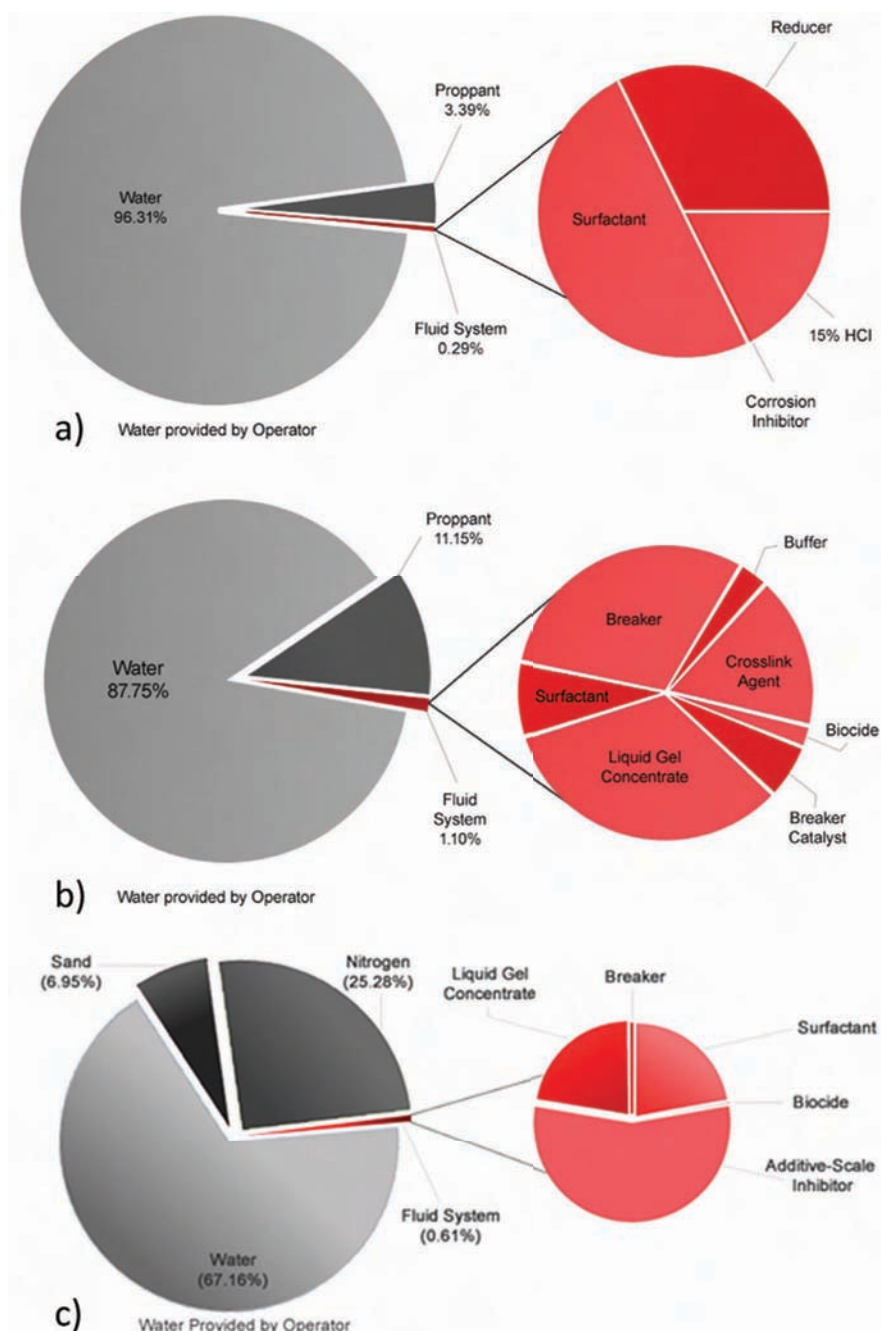 Reducer
Proppant
3.39%
Water
96.31%
Surfactant
Fluid System
0.29%
15% HCl
Corrosion
Inhibitor
a)
Water provided by Operator
Proppant
11.15%
Buffer
Breaker
Crosslink
Agent
Water
87.75%
Surfactant
Biocide
Liquid Gel
Concentrate
Fluid
System
1.10%
Breaker
Catalyst
b)
Water provided by Operator
Sand
(6.95%)
Nitrogen
(25.28%)
Liquid Gel
Concentrate
Breaker
Surfactant
Biocide
Additive-Scale
Inhibitor
Fluid System
(0.61%)
Water
(67.16%)
c)
Water Provided by Operator